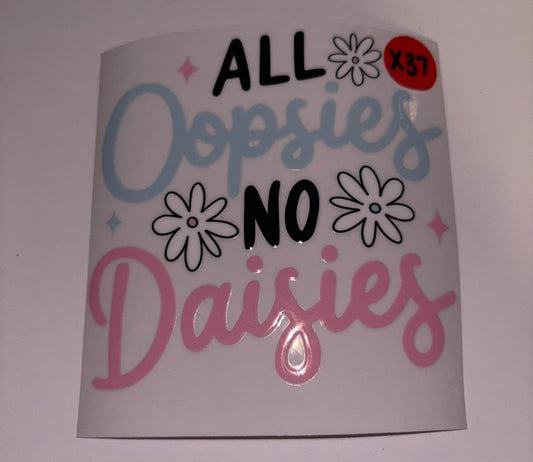 ALL
X37
Oopsies
NO
Daisies